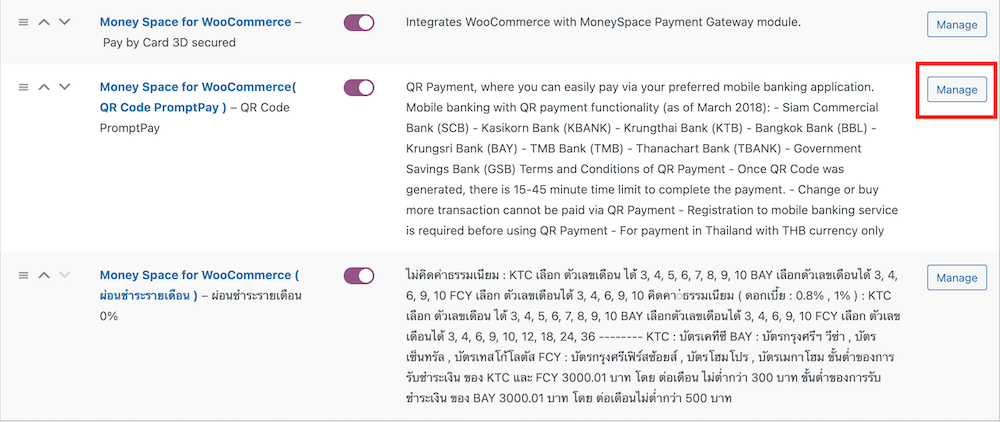 Money Space for WooCommerce –
Pay by Card 3D secured
Integrates WooCommerce with MoneySpace Payment Gateway module.
Manage
Money Space for WooCommerce(
QR Code PromptPay ) – QR Code
PromptPay
QR Payment, where you can easily pay via your preferred mobile banking application.
Mobile banking with QR payment functionality (as of March 2018): - Siam Commercial
Bank (SCB) - Kasikorn Bank (KBANK) - Krungthai Bank (KTB) - Bangkok Bank (BBL) -
Krungsri Bank (BAY) - TMB Bank (TMB) - Thanachart Bank (TBANK) - Government
Savings Bank (GSB) Terms and Conditions of QR Payment - Once QR Code was
generated, there is 15-45 minute time limit to complete the payment. - Change or buy
more transaction cannot be paid via QR Payment - Registration to mobile banking service
is required before using QR Payment - For payment in Thailand with THB currency only
Manage
Money Space for WooCommerce (
ผ่อนชำระรายเดือน ) – ผ่อนชำระรายเดือน
0%
ไม่คิดค่าธรรมเนียม : KTC เลือก ตัวเลขเดือน ได้ 3, 4, 5, 6, 7, 8, 9, 10 BAY เลือกตัวเลขเดือนได้ 3, 4,
6, 9, 10 FCY เลือก ตัวเลขเดือนได้ 3, 4, 6, 9, 10 คิดคา่ธรรมเนียม ( ดอกเบี้ย : 0.8% , 1% ) : KTC
เลือก ตัวเลขเดือน ได้ 3, 4, 5, 6, 7, 8, 9, 10 BAY เลือกตัวเลขเดือนได้ 3, 4, 6, 9, 10 FCY เลือก ตัวเลข
เดือนได้ 3, 4, 6, 9, 10, 12, 18, 24, 36 -------- KTC : บัตรเคทีซี BAY : บัตรกรุงศรีฯ วีซ่า , บัตร
เซ็นทรัล , บัตรเทสโก้โลตัส FCY : บัตรกรุงศรีเฟิร์สช้อยส์ , บัตรโฮมโปร , บัตรเมกาโฮม ขั้นต่ำของการ
รับชำระเงิน ของ KTC และ FCY 3000.01 บาท โดย ต่อเดือน ไม่ต่ำกว่า 300 บาท ขั้นต่ำของการรับ
ชำระเงิน ของ BAY 3000.01 บาท โดย ต่อเดือนไม่ต่ำกว่า 500 บาท
Manage